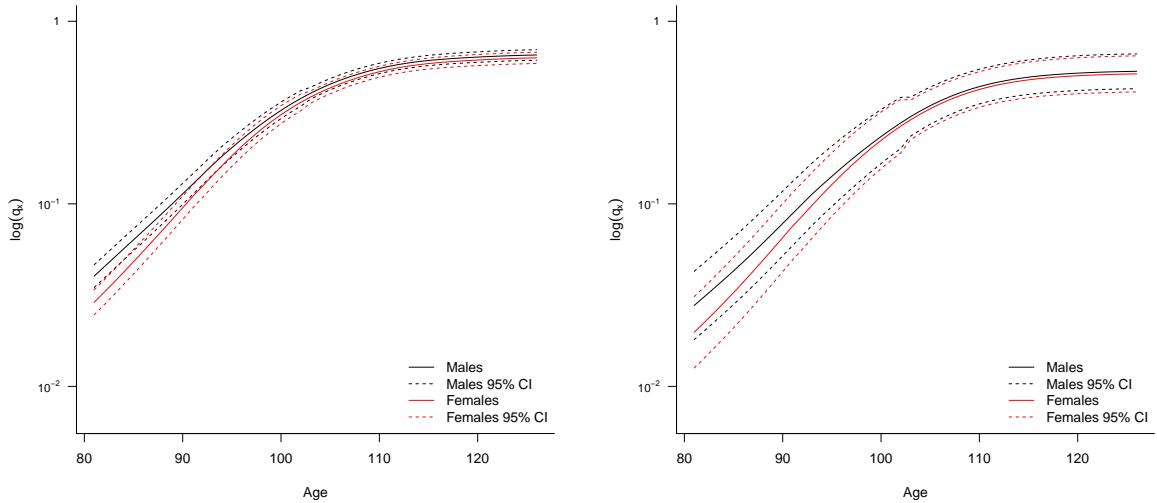 1
10⁻¹
10⁻²
log(qₓ)
80 90 100 110 120
Age
Males
Males 95% CI
Females
Females 95% CI
1
10⁻¹
10⁻²
log(qₓ)
80 90 100 110 120
Age
Males
Males 95% CI
Females
Females 95% CI